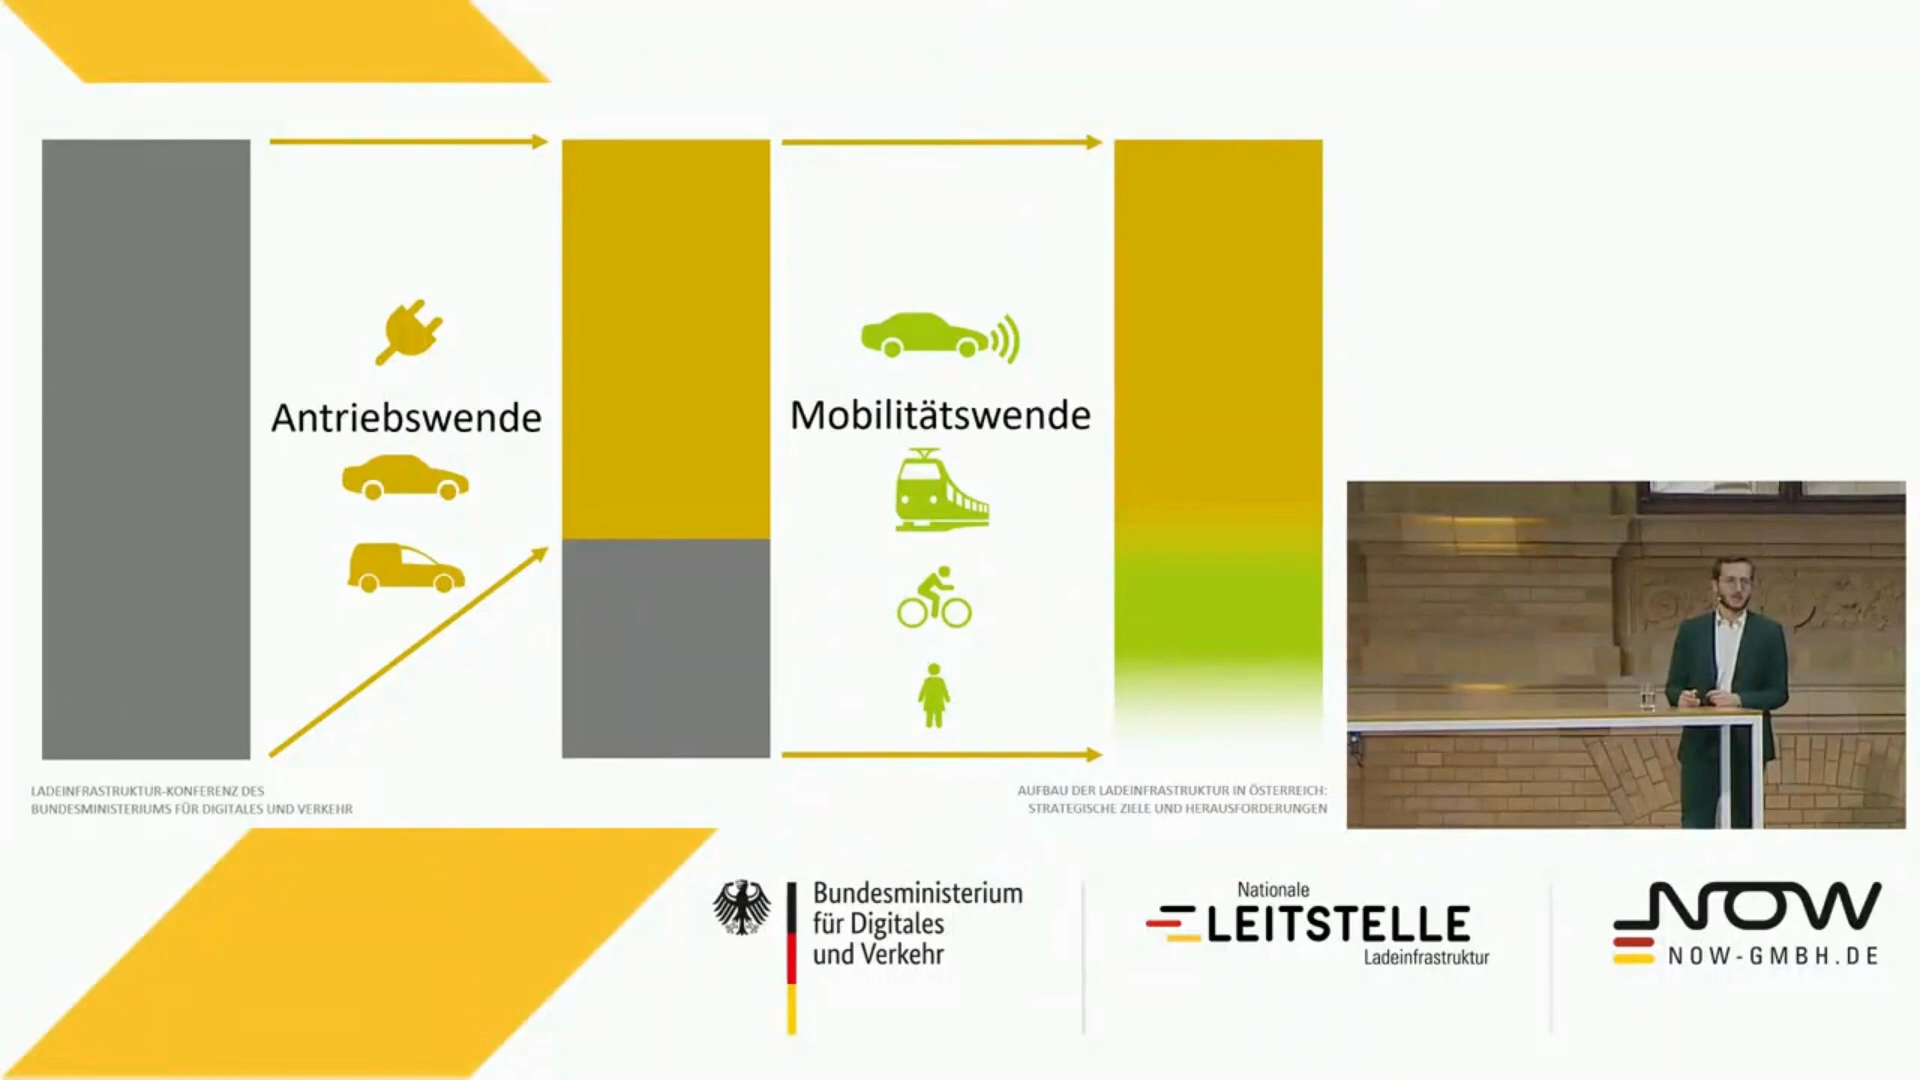 Antriebswende
Mobilitätswende
LADEINFRASTRUKTUR-KONFERENZ DES
BUNDESMINISTERIUMS FÜR DIGITALES UND VERKEHR
AUFBAU DER LADEINFRASTRUKTUR IN ÖSTERREICH:
STRATEGISCHE ZIELE UND HERAUSFORDERUNGEN
Bundesministerium
für Digitales
und Verkehr
Nationale
LEITSTELLE
Ladeinfrastruktur
NOW
NOW-GMBH.DE